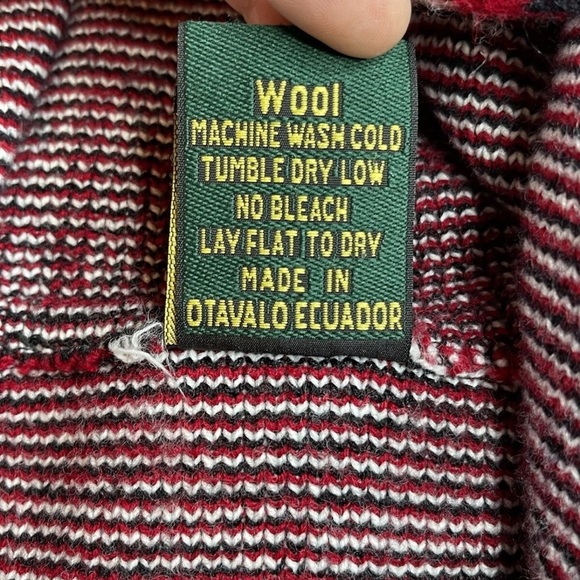 Wool
MACHINE WASH COLD
TUMBLE DRY LOW
NO BLEACH
LAY FLAT TO DRY
MADE IN
OTAVALO ECUADOR